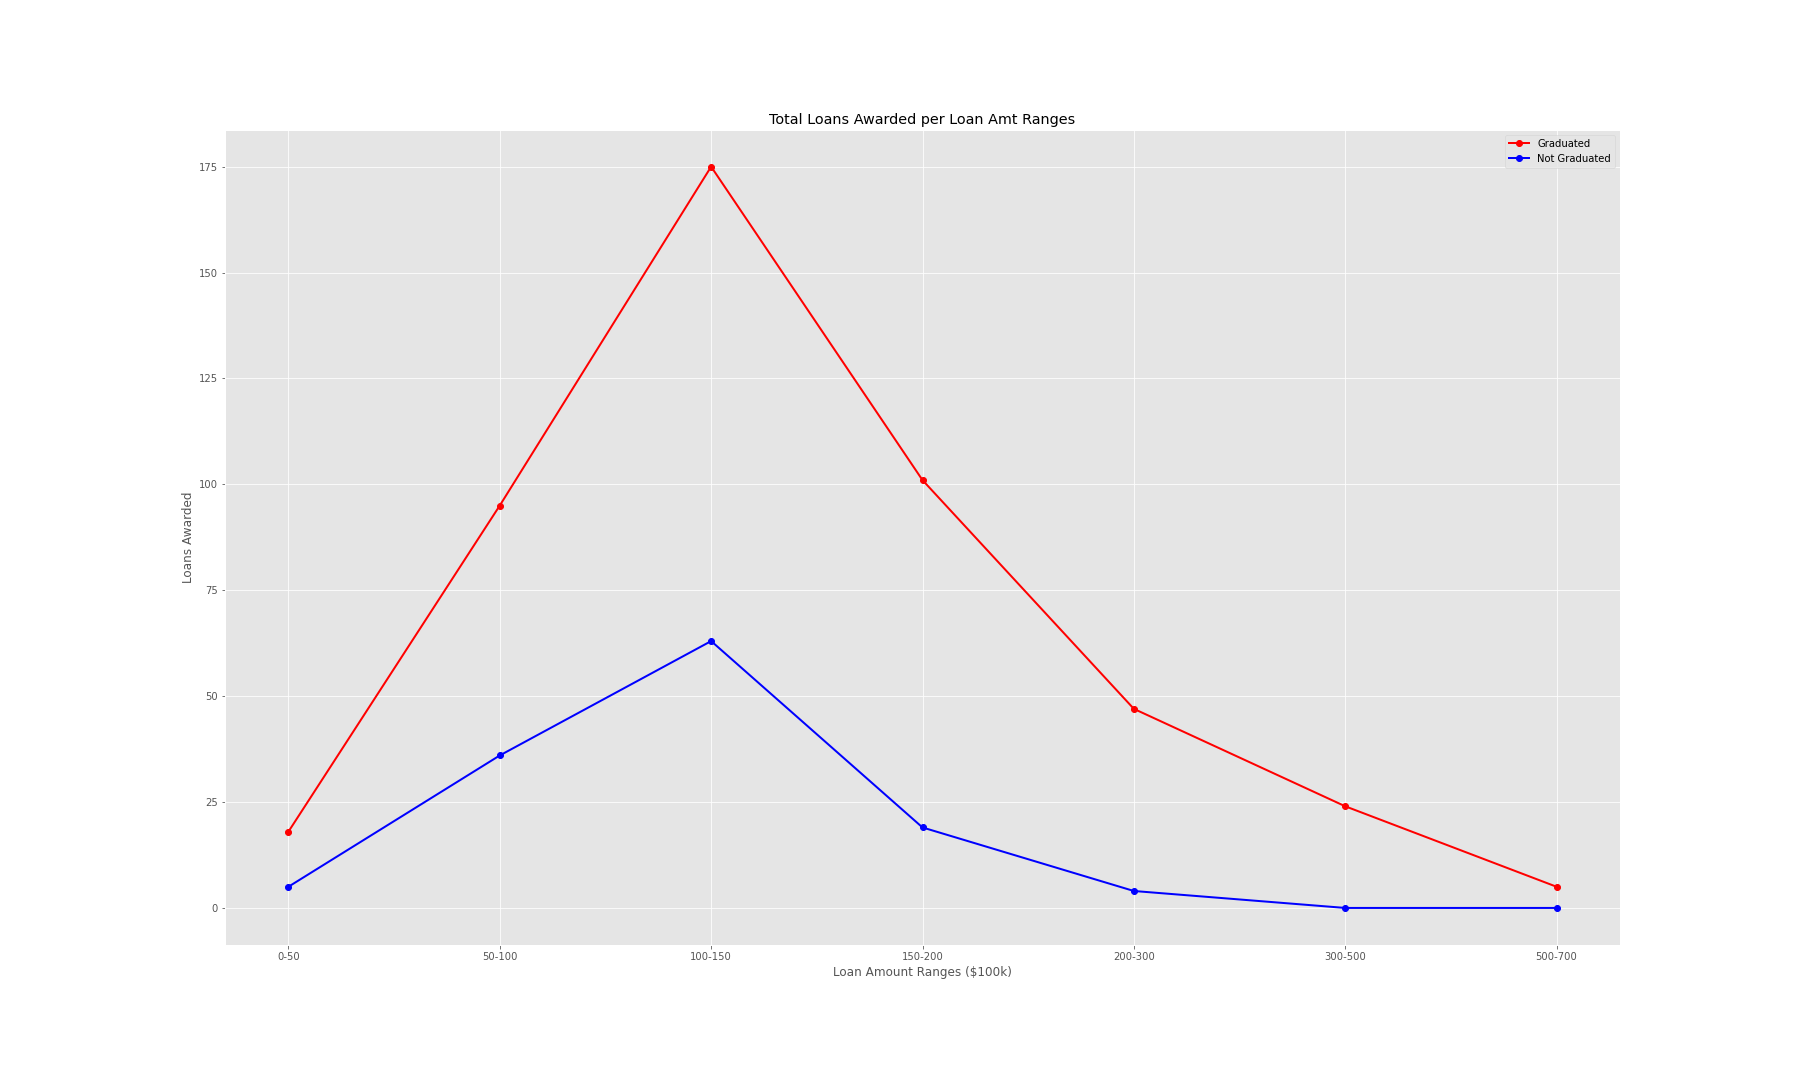 Total Loans Awarded per Loan Amt Ranges
Graduated
Not Graduated
175
150
125
100
75
50
25
0
Loans Awarded
0-50 50-100 100-150 150-200 200-300 300-500 500-700
Loan Amount Ranges ($100k)